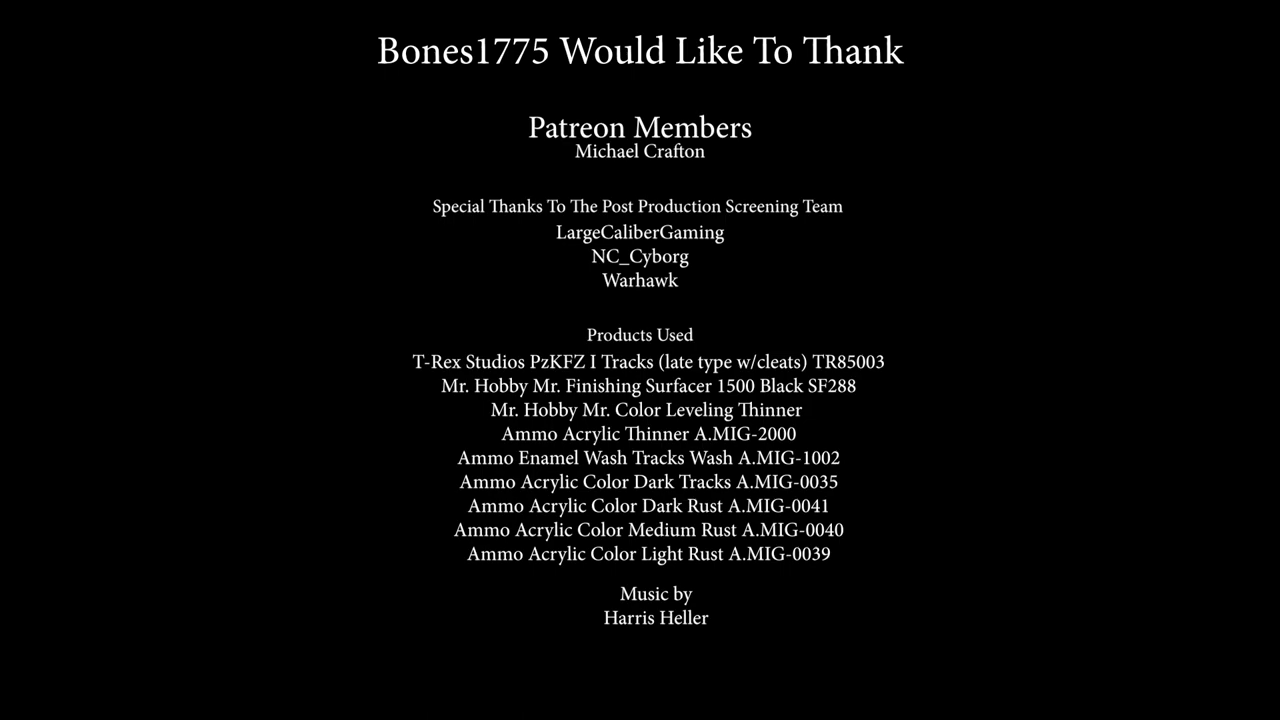 Bones1775 Would Like To Thank
Patreon Members
Michael Crafton
Special Thanks To The Post Production Screening Team
LargeCaliberGaming
NC_Cyborg
Warhawk
Products Used
T-Rex Studios PzKFZ I Tracks (late type w/cleats) TR85003
Mr. Hobby Mr. Finishing Surfacer 1500 Black SF288
Mr. Hobby Mr. Color Leveling Thinner
Ammo Acrylic Thinner A.MIG-2000
Ammo Enamel Wash Tracks Wash A.MIG-1002
Ammo Acrylic Color Dark Tracks A.MIG-0035
Ammo Acrylic Color Dark Rust A.MIG-0041
Ammo Acrylic Color Medium Rust A.MIG-0040
Ammo Acrylic Color Light Rust A.MIG-0039
Music by
Harris Heller